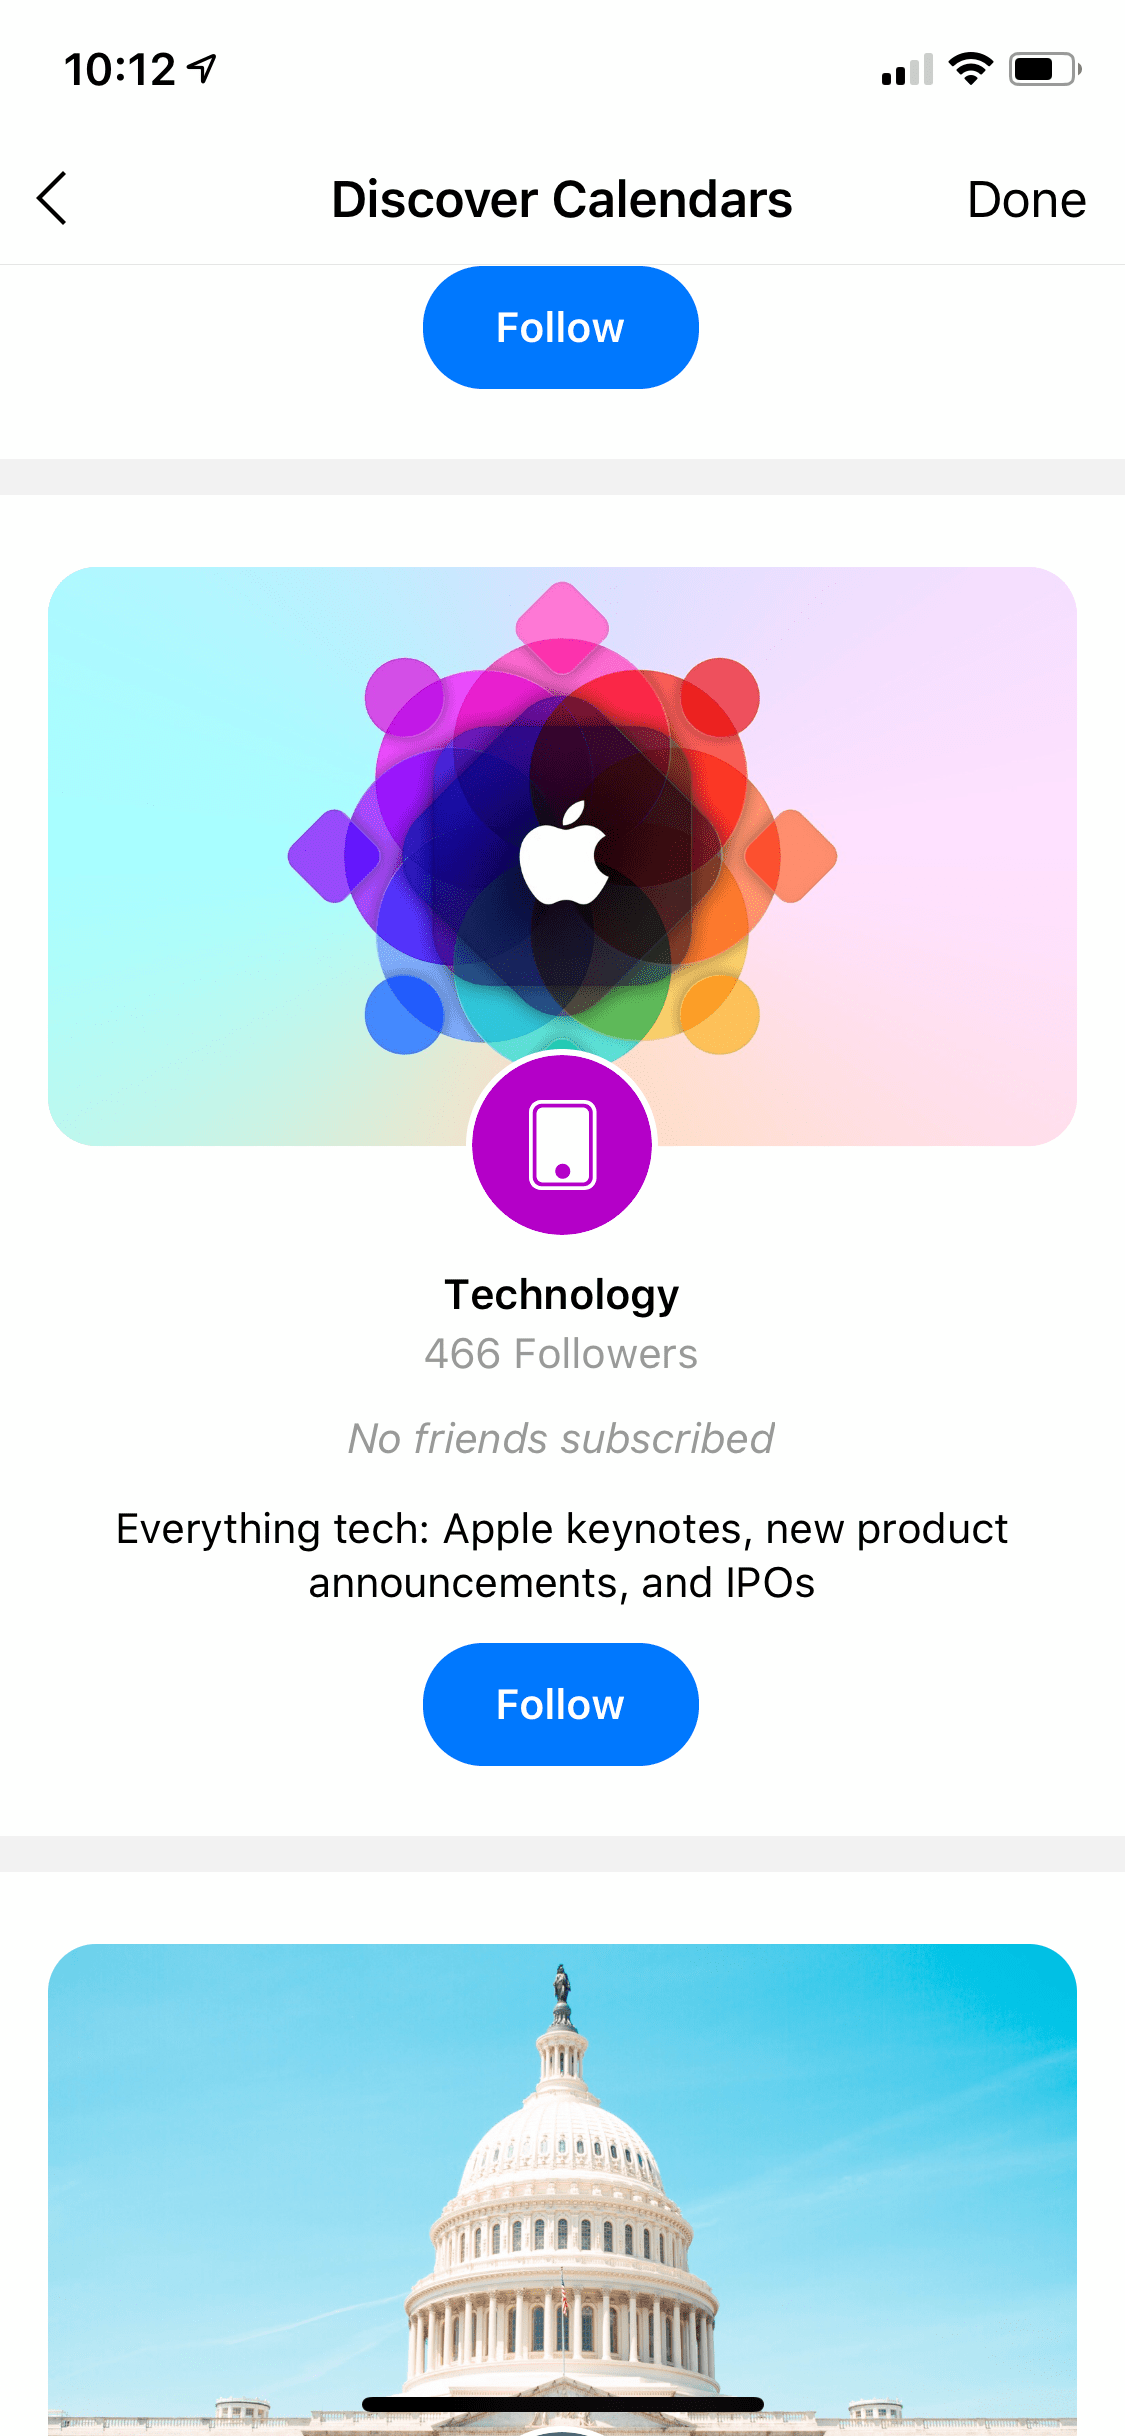 10:12
Discover Calendars
Done
Follow
Technology
466 Followers
No friends subscribed
Everything tech: Apple keynotes, new product
announcements, and IPOs
Follow